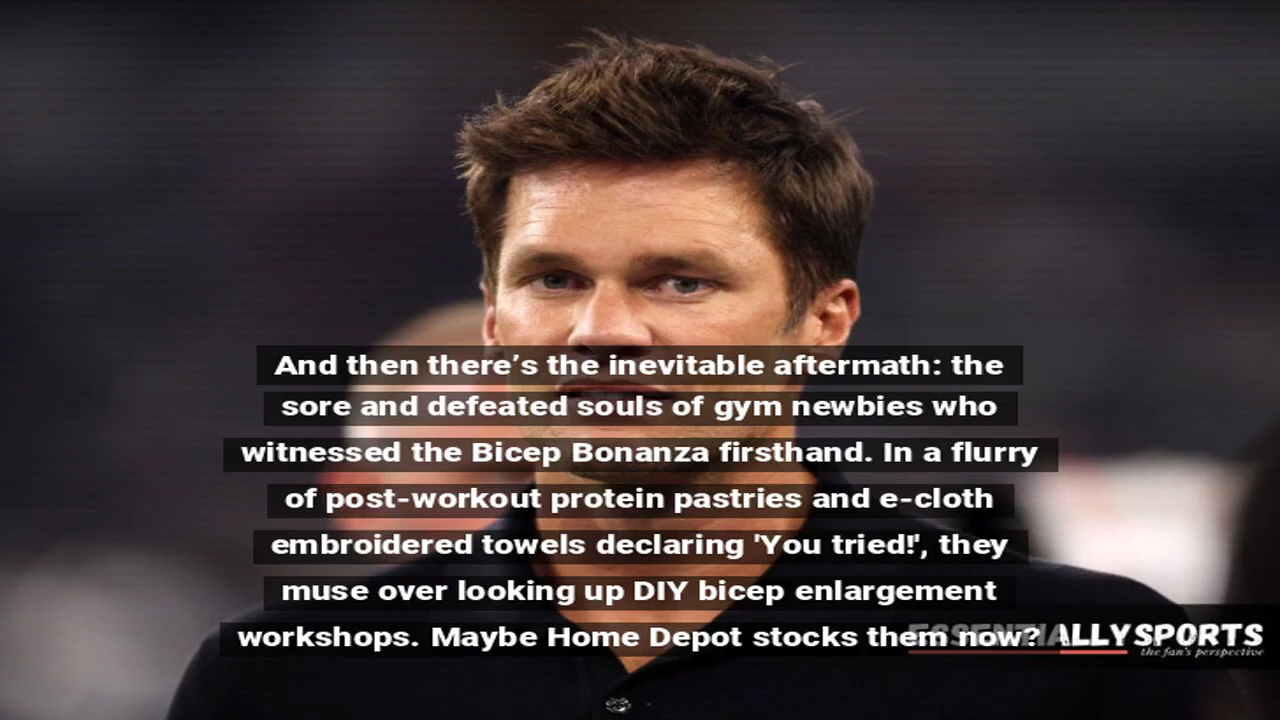 And then there's the inevitable aftermath: the
sore and defeated souls of gym newbies who
witnessed the Bicep Bonanza firsthand. In a flurry
of post-workout protein pastries and e-cloth
embroidered towels declaring 'You tried!', they
muse over looking up DIY bicep enlargement
workshops. Maybe Home Depot stocks them now?
ESSENTIALLYSPORTS
the fan's perspective